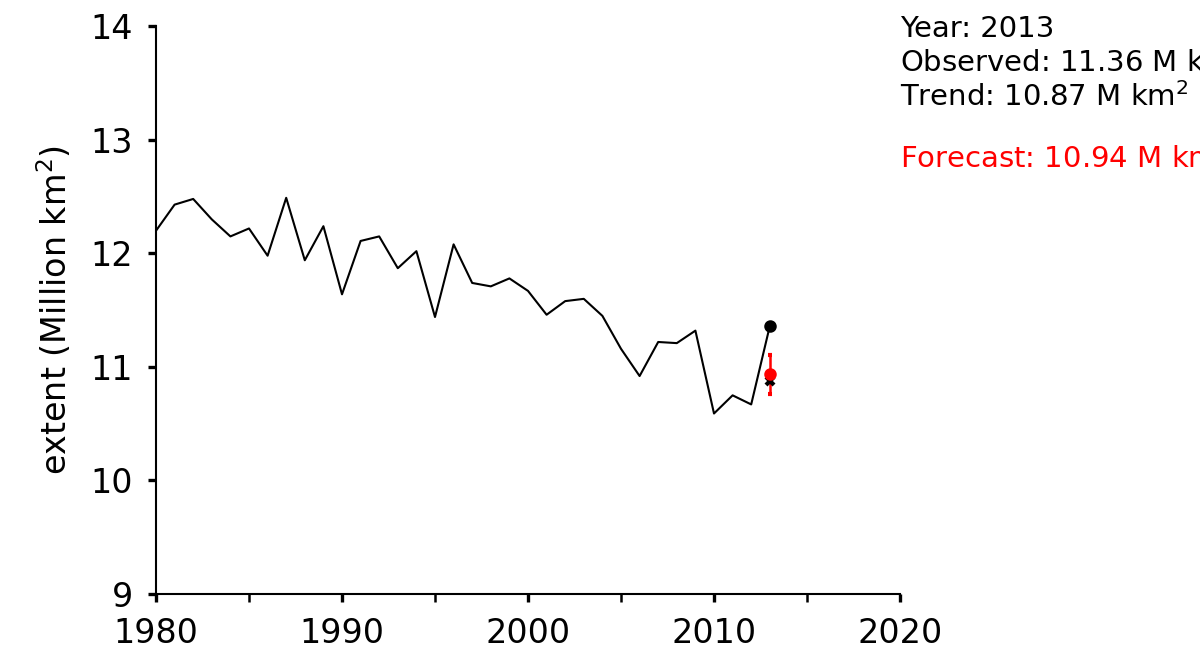 14
13
12
11
10
9
extent (Million km²)
1980 1990 2000 2010 2020
Year: 2013
Observed: 11.36 M
Trend: 10.87 M km²
Forecast: 10.94 M